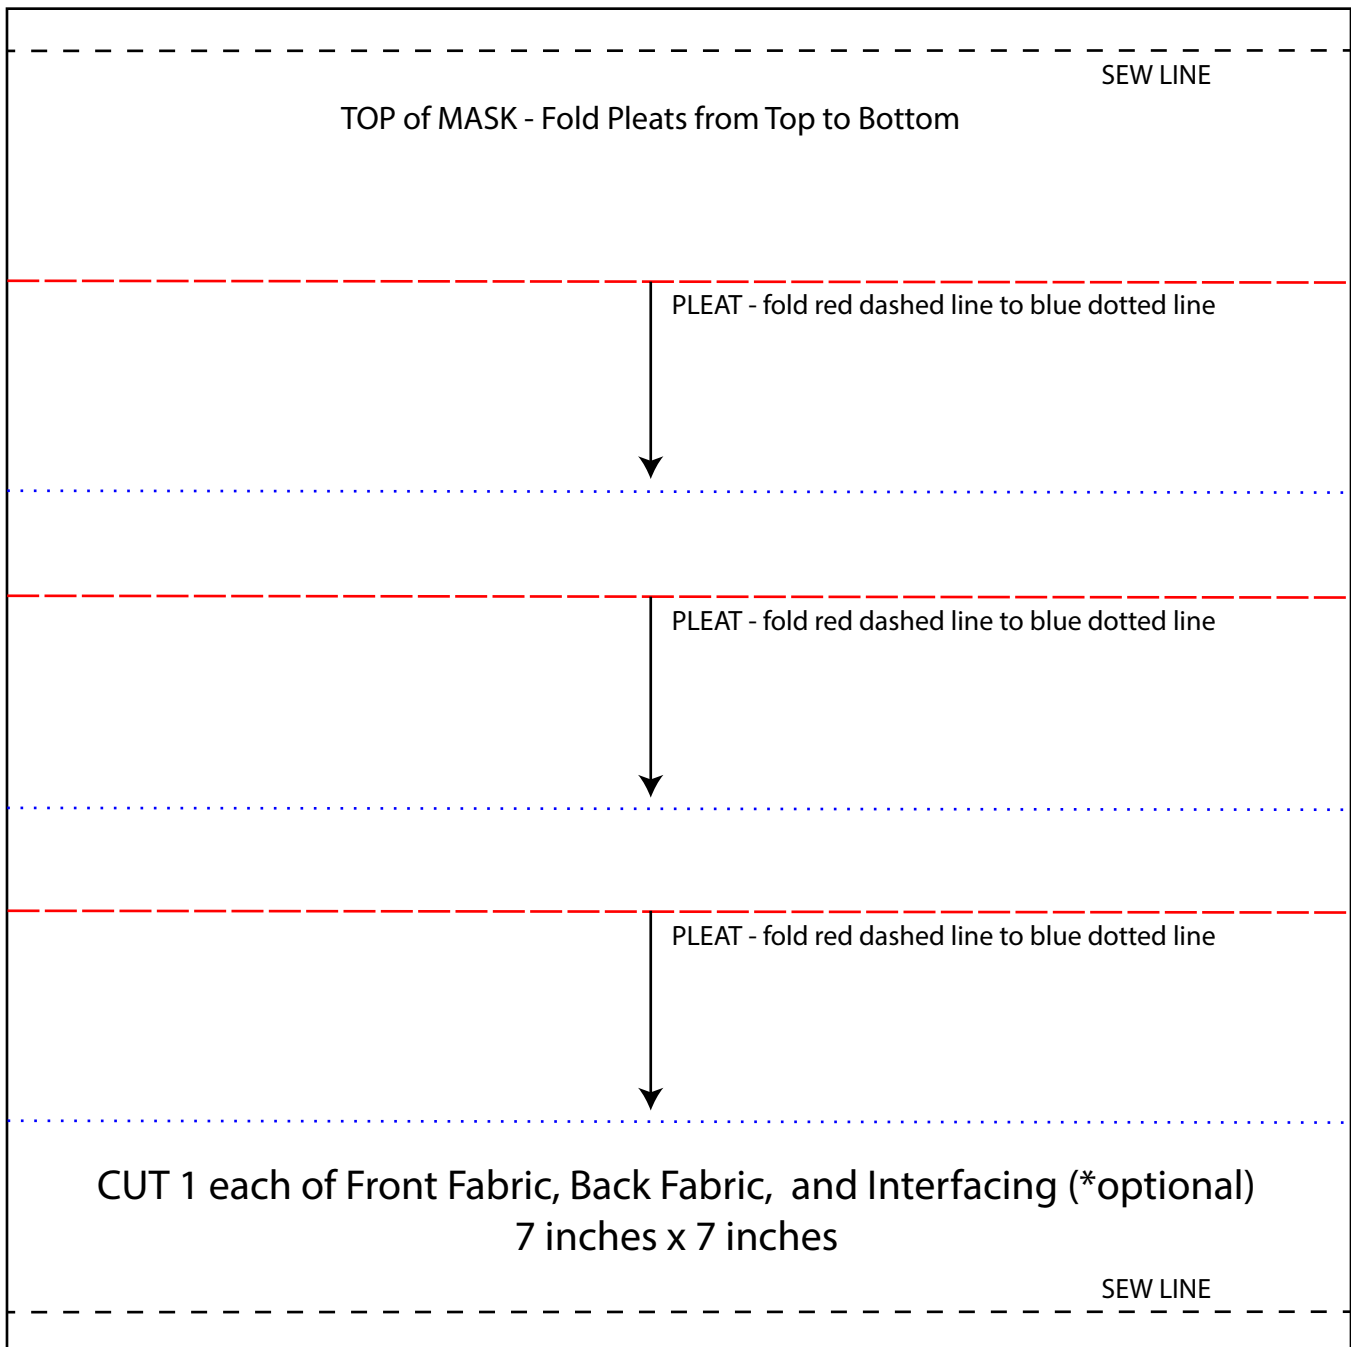 SEW LINE
TOP of MASK - Fold Pleats from Top to Bottom
PLEAT - fold red dashed line to blue dotted line
PLEAT - fold red dashed line to blue dotted line
PLEAT - fold red dashed line to blue dotted line
CUT 1 each of Front Fabric, Back Fabric,  and Interfacing (*optional)
7 inches x 7 inches
SEW LINE